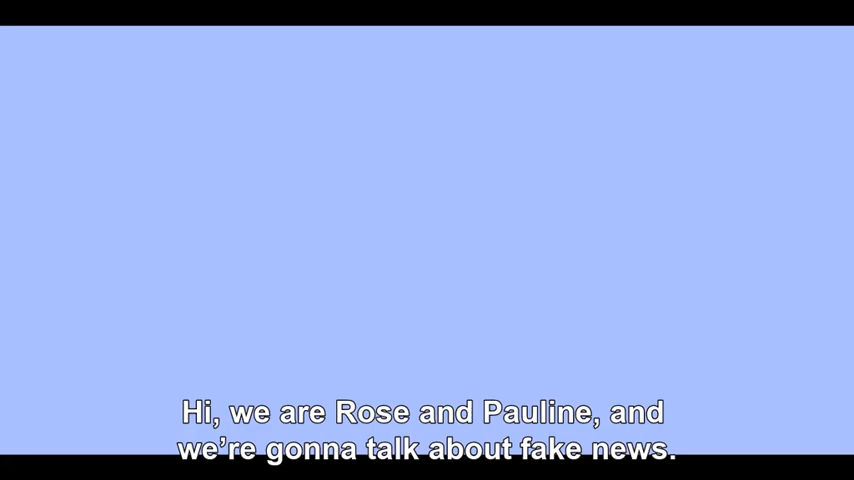 Hi, we are Rose and Pauline, and
we’re gonna talk about fake news.